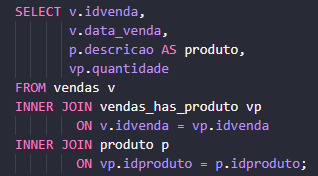 SELECT v.idvenda,
v.data_venda,
p.descricao AS produto,
vp.quantidade
FROM vendas v
INNER JOIN vendas_has_produto vp
ON v.idvenda = vp.idvenda
INNER JOIN produto p
ON vp.idproduto = p.idproduto;